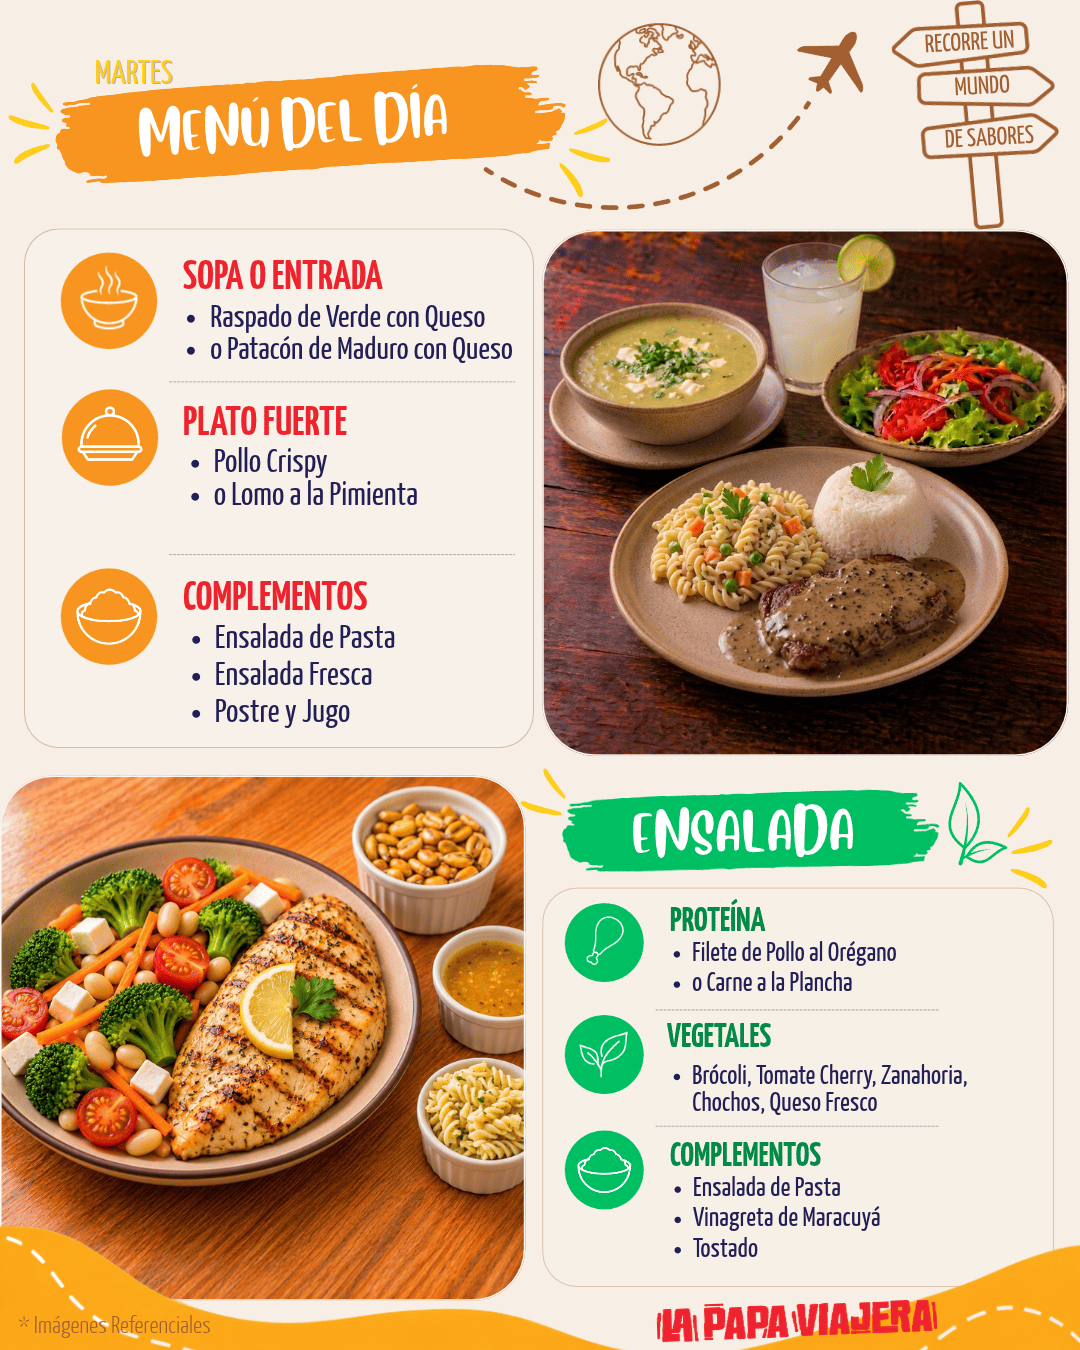 MARTES
MENÚ DEL DÍA
RECORRE UN
MUNDO
DE SABORES
SOPA O ENTRADA
• Raspado de Verde con Queso
• o Patacón de Maduro con Queso
PLATO FUERTE
• Pollo Crispy
• o Lomo a la Pimienta
COMPLEMENTOS
• Ensalada de Pasta
• Ensalada Fresca
• Postre y Jugo
ENSALADA
PROTEÍNA
• Filete de Pollo al Orégano
• o Carne a la Plancha
VEGETALES
• Brócoli, Tomate Cherry, Zanahoria,
Chochos, Queso Fresco
COMPLEMENTOS
• Ensalada de Pasta
• Vinagreta de Maracuyá
• Tostado
* Imágenes Referenciales
LA PAPA VIAJERA